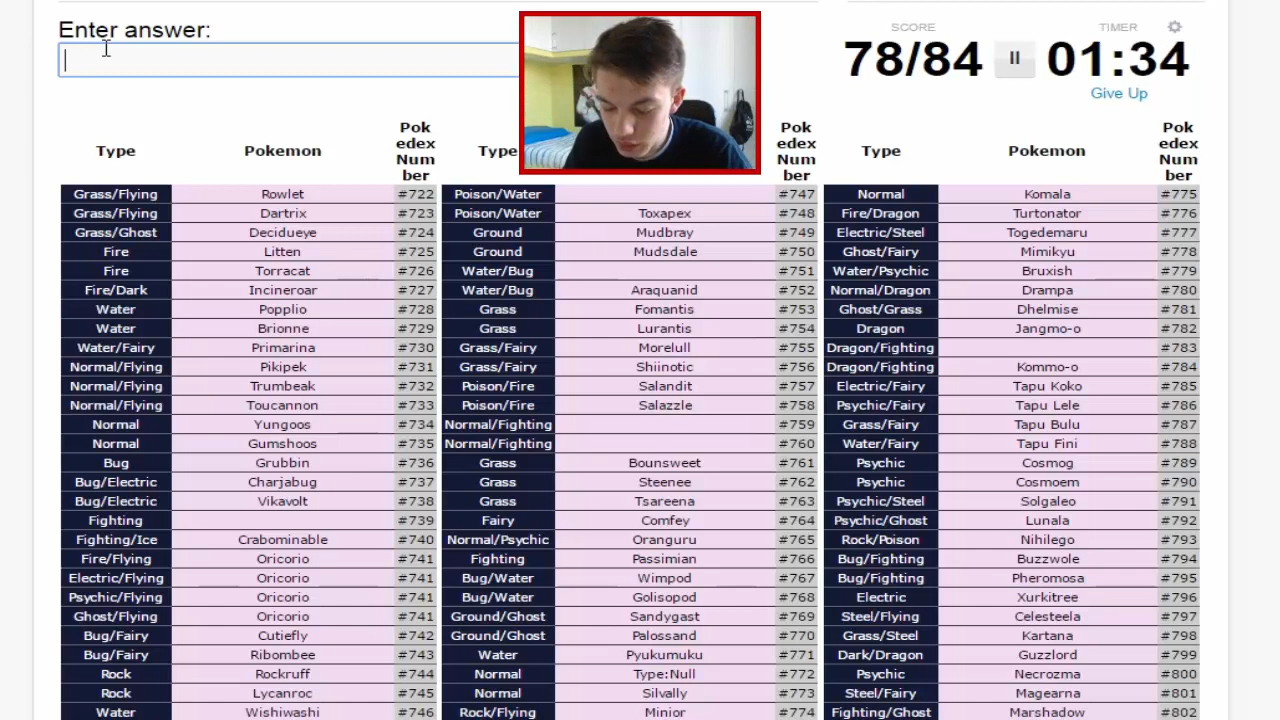 Enter answer:
SCORE
TIMER
78/84 II 01:34
Give Up
Type Pokemon Pok edex Num ber Type Pok edex Num ber Type Pokemon Pok edex Num ber
Grass/Flying Rowlet #722 Poison/Water #747 Normal Komala #775
Grass/Flying Dartrix #723 Poison/Water Toxapex #748 Fire/Dragon Turtonator #776
Grass/Ghost Decidueye #724 Ground Mudbray #749 Electric/Steel Togedemaru #777
Fire Litten #725 Ground Mudsdale #750 Ghost/Fairy Mimikyu #778
Fire Torracat #726 Water/Bug #751 Water/Psychic Bruxish #779
Fire/Dark Incineroar #727 Water/Bug Araquanid #752 Normal/Dragon Drampa #780
Water Popplio #728 Grass Fomantis #753 Ghost/Grass Dhelmise #781
Water Brionne #729 Grass Lurantis #754 Dragon Jangmo-o #782
Water/Fairy Primarina #730 Grass/Fairy Morelull #755 Dragon/Fighting #783
Normal/Flying Pikipek #731 Grass/Fairy Shiinotic #756 Dragon/Fighting Kommo-o #784
Normal/Flying Trumbeak #732 Poison/Fire Salandit #757 Electric/Fairy Tapu Koko #785
Normal/Flying Toucannon #733 Poison/Fire Salazzle #758 Psychic/Fairy Tapu Lele #786
Normal Yungoos #734 Normal/Fighting #759 Grass/Fairy Tapu Bulu #787
Normal Gumshoos #735 Normal/Fighting #760 Water/Fairy Tapu Fini #788
Bug Grubbin #736 Grass Bounsweet #761 Psychic Cosmog #789
Bug/Electric Charjabug #737 Grass Steenee #762 Psychic Cosmoem #790
Bug/Electric Vikavolt #738 Grass Tsareena #763 Psychic/Steel Solgaleo #791
Fighting #739 Fairy Comfey #764 Psychic/Ghost Lunala #792
Fighting/Ice Crabominable #740 Normal/Psychic Oranguru #765 Rock/Poison Nihilego #793
Fire/Flying Oricorio #741 Fighting Passimian #766 Bug/Fighting Buzzwole #794
Electric/Flying Oricorio #741 Bug/Water Wimpod #767 Bug/Fighting Pheromosa #795
Psychic/Flying Oricorio #741 Bug/Water Golisopod #768 Electric Xurkitree #796
Ghost/Flying Oricorio #741 Ground/Ghost Sandygast #769 Steel/Flying Celesteela #797
Bug/Fairy Cutiefly #742 Ground/Ghost Palossand #770 Grass/Steel Kartana #798
Bug/Fairy Ribombee #743 Water Pyukumuku #771 Dark/Dragon Guzzlord #799
Rock Rockruff #744 Normal Type:Null #772 Psychic Necrozma #800
Rock Lycanroc #745 Normal Silvally #773 Steel/Fairy Magearna #801
Water Wishiwashi #746 Rock/Flying Minior #774 Fighting/Ghost Marshadow #802